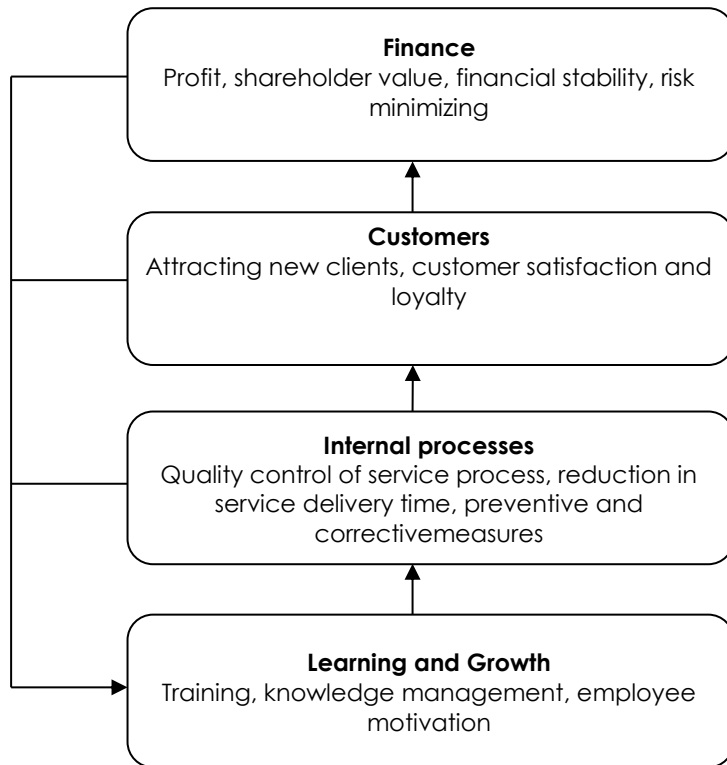 Finance
Profit, shareholder value, financial stability, risk
minimizing
Customers
Attracting new clients, customer satisfaction and
loyalty
Internal processes
Quality control of service process, reduction in
service delivery time, preventive and
correctivemeasures
Learning and Growth
Training, knowledge management, employee
motivation